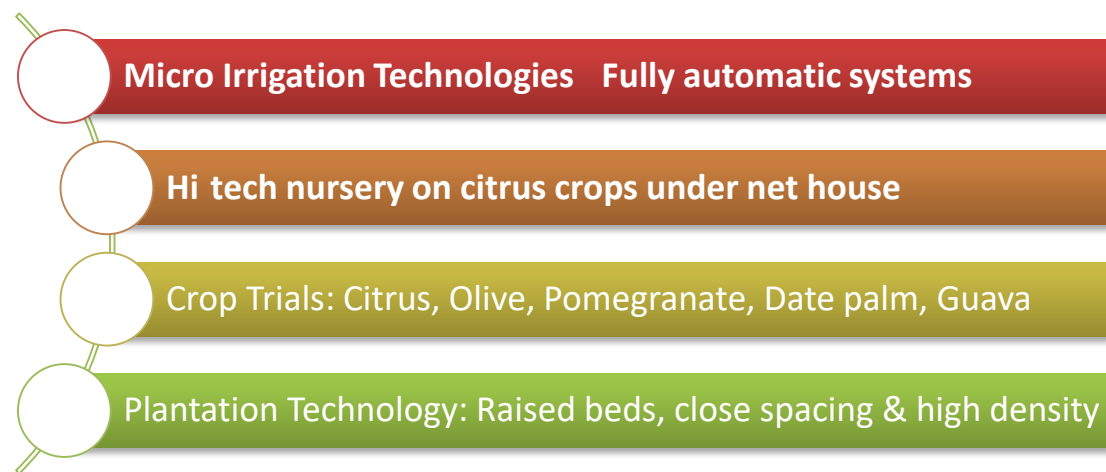 Micro Irrigation Technologies   Fully automatic systems
Hi tech nursery on citrus crops under net house
Crop Trials: Citrus, Olive, Pomegranate, Date palm, Guava
Plantation Technology: Raised beds, close spacing & high density